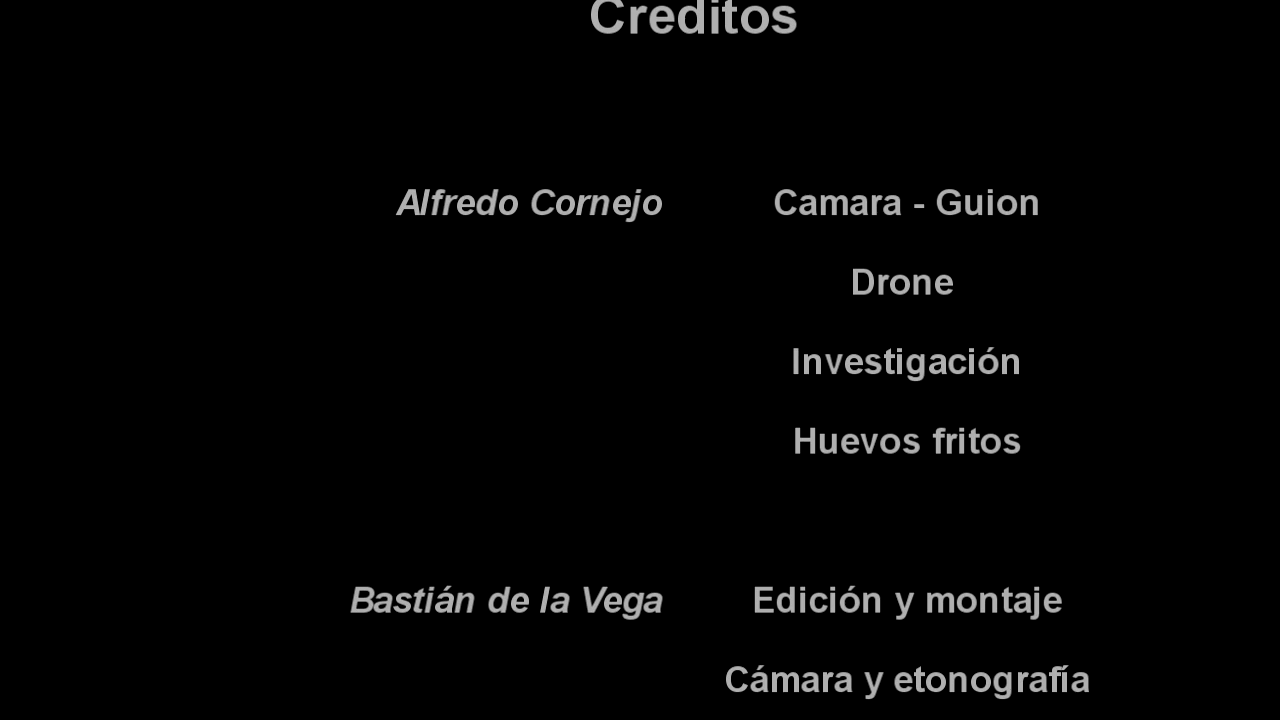 Creditos
Alfredo Cornejo Camara - Guion
Drone
Investigación
Huevos fritos
Bastián de la Vega Edición y montaje
Cámara y etonografía